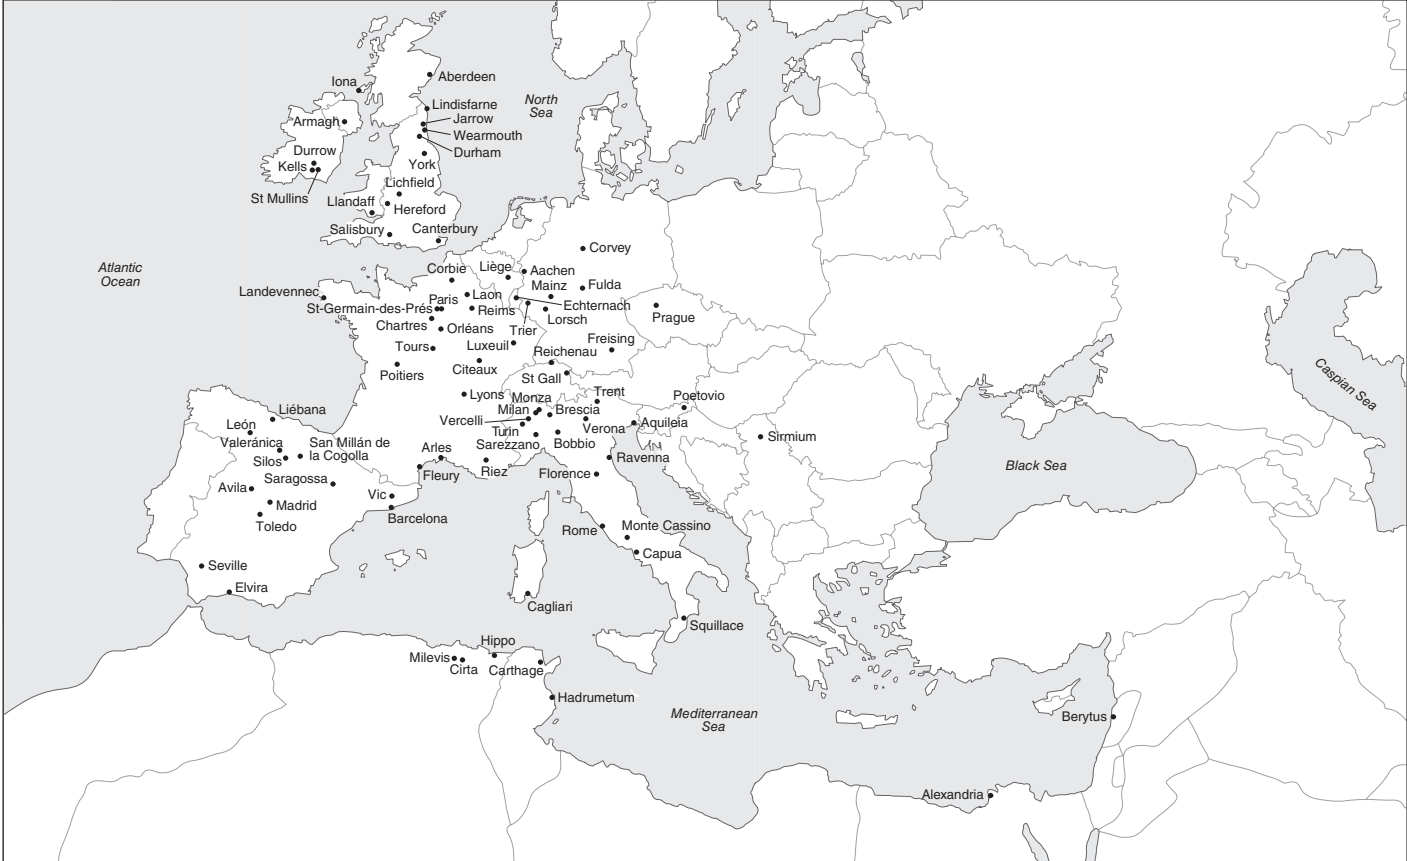 Iona
Aberdeen
North
Sea
Lindisfarne
Jarrow
Armagh
Wearmouth
Durham
Durrow
York
Kells
Lichfield
St Mullins
Llandaff
Hereford
Salisbury
Canterbury
Corvey
Atlantic
Ocean
Corbie
Liège
Aachen
Mainz
Fulda
Landevennec
Paris
Laon
Echternach
St-Germain-des-Prés
Reims
Lorsch
Prague
Chartres
Orléans
Trier
Tours
Luxeuil
Freising
Reichenau
Poitiers
Citeaux
St Gall
Caspian Sea
Lyons
Monza
Trent
Poetovio
Liébana
Milan
Brescia
León
Vercelli
Turin
Verona
Aquileia
Valeránica
San Millán de
la Cogolla
Arles
Sarezzano
Bobbio
Sirmium
Silos
Ravenna
Black Sea
Saragossa
Fleury
Riez
Florence
Avila
Vic
Madrid
Barcelona
Toledo
Rome
Monte Cassino
Capua
Seville
Elvira
Cagliari
Squillace
Hippo
Milevis
Cirta
Carthage
Hadrumetum
Mediterranean
Sea
Berytus
Alexandria